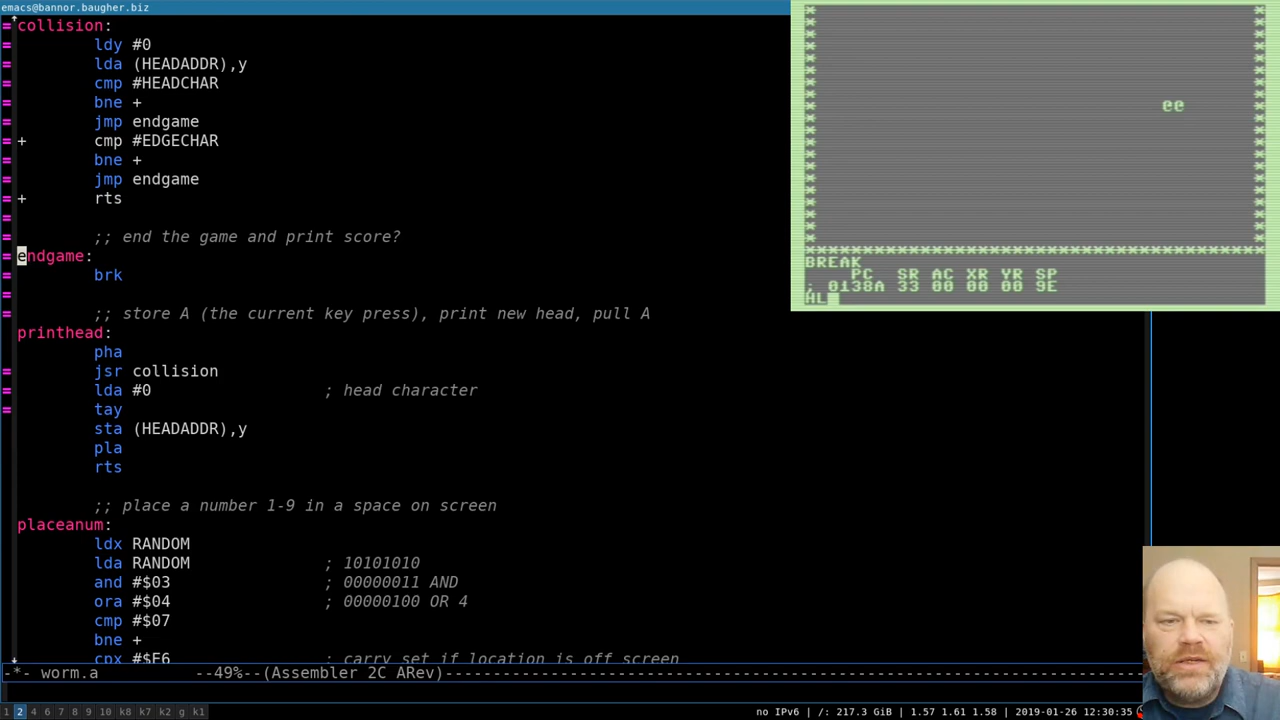 emacs@bannor.baugher.biz
= collision:
= ldy #0
= lda (HEADADDR),y
= cmp #HEADCHAR
= bne +
= jmp endgame
= + cmp #EDGECHAR
= bne +
= jmp endgame
= + rts
=
= ;; end the game and print score?
= endgame:
= brk
=
= ;; store A (the current key press), print new head, pull A
printhead:
pha
= jsr collision
= lda #0 ; head character
= tay
sta (HEADADDR),y
pla
rts
;; place a number 1-9 in a space on screen
placeanum:
ldx RANDOM
lda RANDOM ; 10101010
and #$03 ; 00000011 AND
ora #$04 ; 00000100 OR 4
cmp #$07
bne +
cpx #$E6 ; carry set if location is off screen
-*- worm.a --49%--(Assembler 2C ARev)
* *
* *
* *
* *
* *
* *
* *
* *
* @@ *
* *
* *
* *
* *
* *
* *
* *
* *
* *
* *
* *
**************************************
BREAK
PC SR AC XR YR SP
; 0138A 33 00 00 00 9E
HL
1 2 4 6 7 8 9 10 k8 k7 k2 g k1
no IPv6 | /: 217.3 GiB | 1.57 1.61 1.58 | 2019-01-26 12:30:35